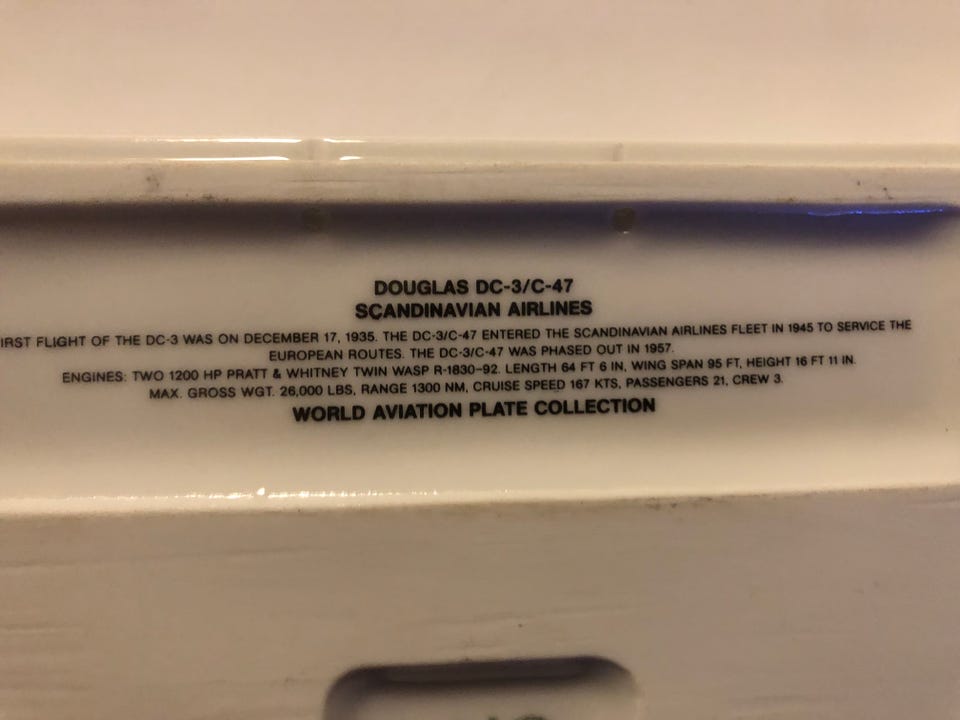 DOUGLAS DC-3/C-47
SCANDINAVIAN AIRLINES
IRST FLIGHT OF THE DC-3 WAS ON DECEMBER 17, 1935. THE DC-3/C-47 ENTERED THE SCANDINAVIAN AIRLINES FLEET IN 1945 TO SERVICE THE
EUROPEAN ROUTES. THE DC-3/C-47 WAS PHASED OUT IN 1957.
ENGINES: TWO 1200 HP PRATT & WHITNEY TWIN WASP R-1830-92. LENGTH 64 FT 6 IN, WING SPAN 95 FT, HEIGHT 16 FT 11 IN.
MAX. GROSS WGT. 26,000 LBS, RANGE 1300 NM, CRUISE SPEED 167 KTS, PASSENGERS 21, CREW 3.
WORLD AVIATION PLATE COLLECTION